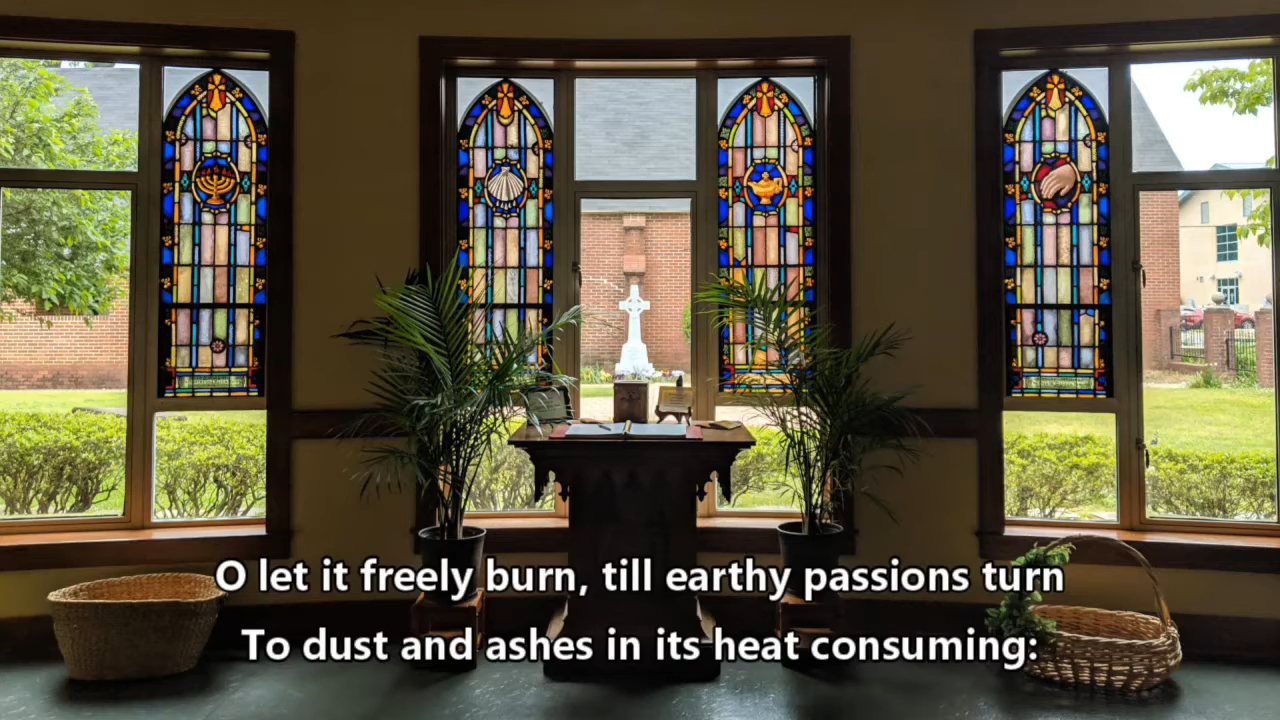 O let it freely burn, till earthy passions turn
To dust and ashes in its heat consuming: